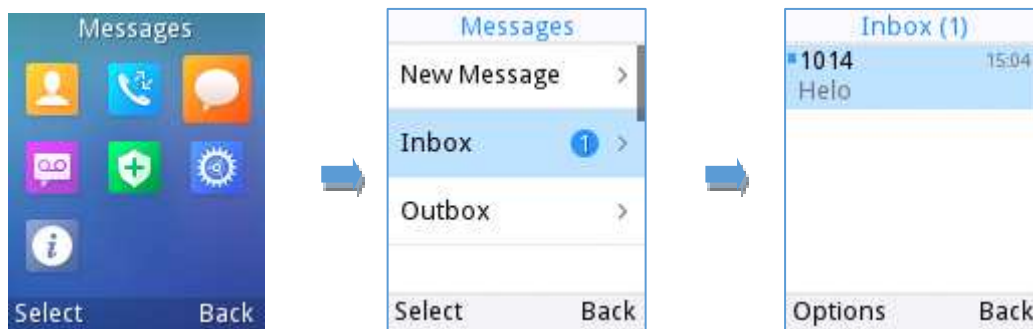 Messages
Select Back
Messages
New Message
Inbox 1
Outbox
Select Back
Inbox (1)
1014 15:04
Helo
Options Back